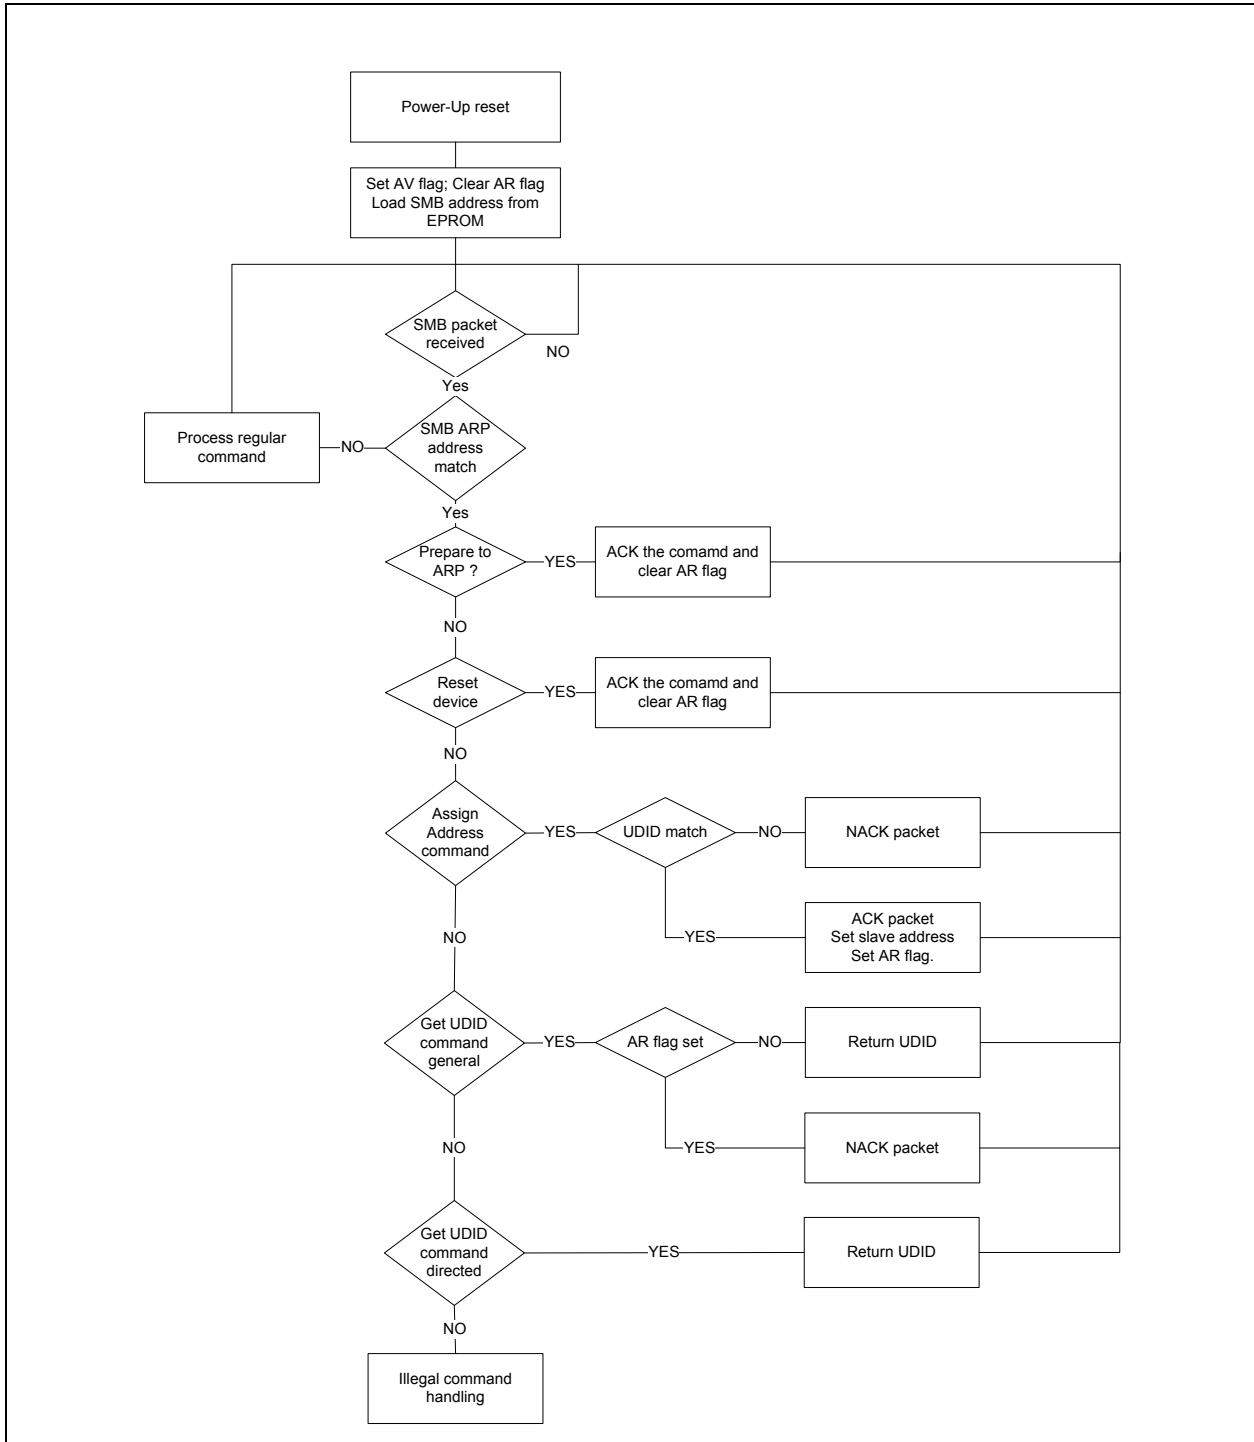 Power-Up reset
Set AV flag; Clear AR flag
Load SMB address from
EPROM
SMB packet
received
NO
Yes
Process regular
command
NO
SMB ARP
address
match
Yes
Prepare to
ARP ?
YES
ACK the comamd and
clear AR flag
NO
Reset
device
YES
ACK the comamd and
clear AR flag
NO
Assign
Address
command
YES
UDID match
NO
NACK packet
YES
ACK packet
Set slave address
Set AR flag.
NO
Get UDID
command
general
YES
AR flag set
NO
Return UDID
YES
NACK packet
NO
Get UDID
command
directed
YES
Return UDID
NO
Illegal command
handling